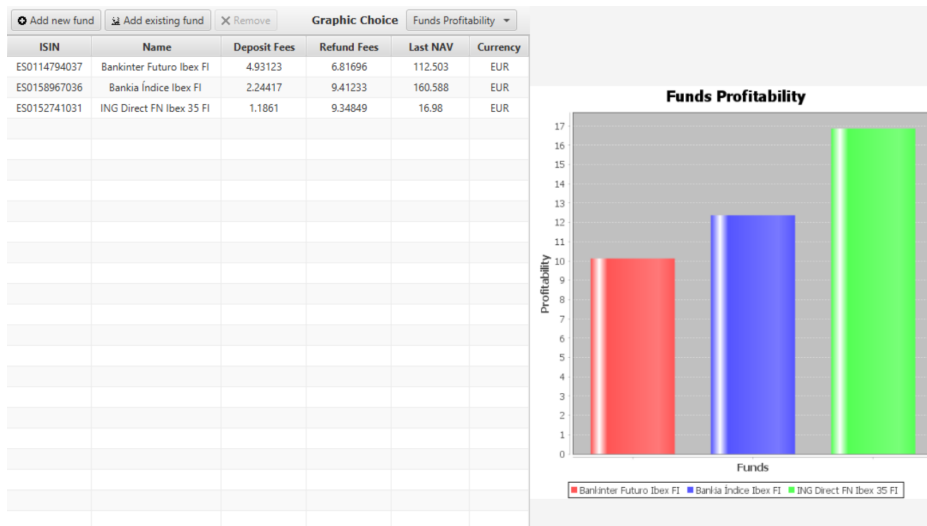 Add new fund Add existing fund Remove Graphic Choice Funds Profitability
ISIN Name Deposit Fees Refund Fees Last NAV Currency
ES0114794037 Bankinter Futuro Ibex FI 4.93123 6.81696 112.503 EUR
ES0158967036 Bankia Índice Ibex FI 2.24417 9.41233 160.588 EUR
ES0152741031 ING Direct FN Ibex 35 FI 1.1861 9.34849 16.98 EUR
Funds Profitability
17
16
15
14
13
12
11
10
9
8
7
6
5
4
3
2
1
0
Profitability
Funds
Bankinter Futuro Ibex FI Bankia Índice Ibex FI ING Direct FN Ibex 35 FI